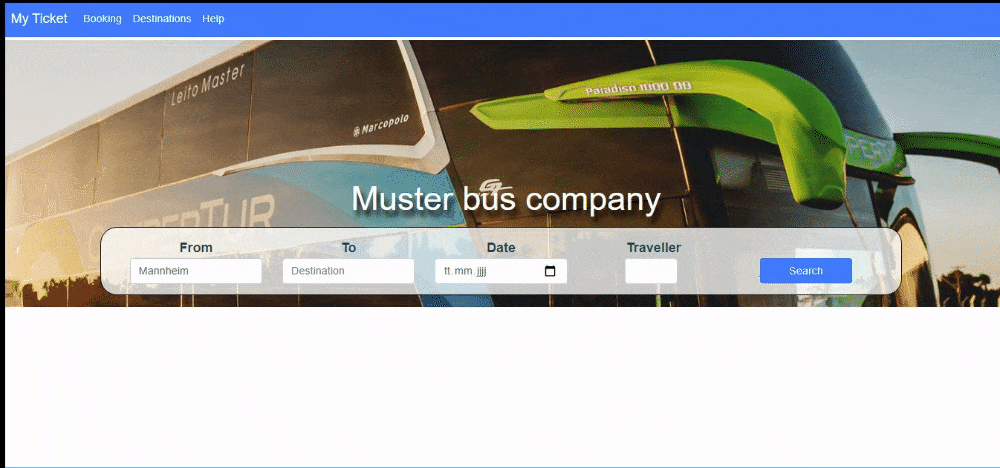 My Ticket Booking Destinations Help
Leito Master
Marcopolo
Paradiso 1800 DD
Muster bus company
From To Date Traveller
Mannheim Destination tt.mm.jjjj Search